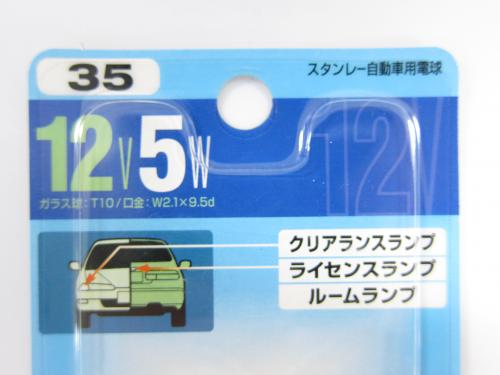 35
スタンレー自動車用電球
12V 5W
12V
ガラス球:T10/口金:W2.1×9.5d
クリアランスランプ
ライセンスランプ
ルームランプ